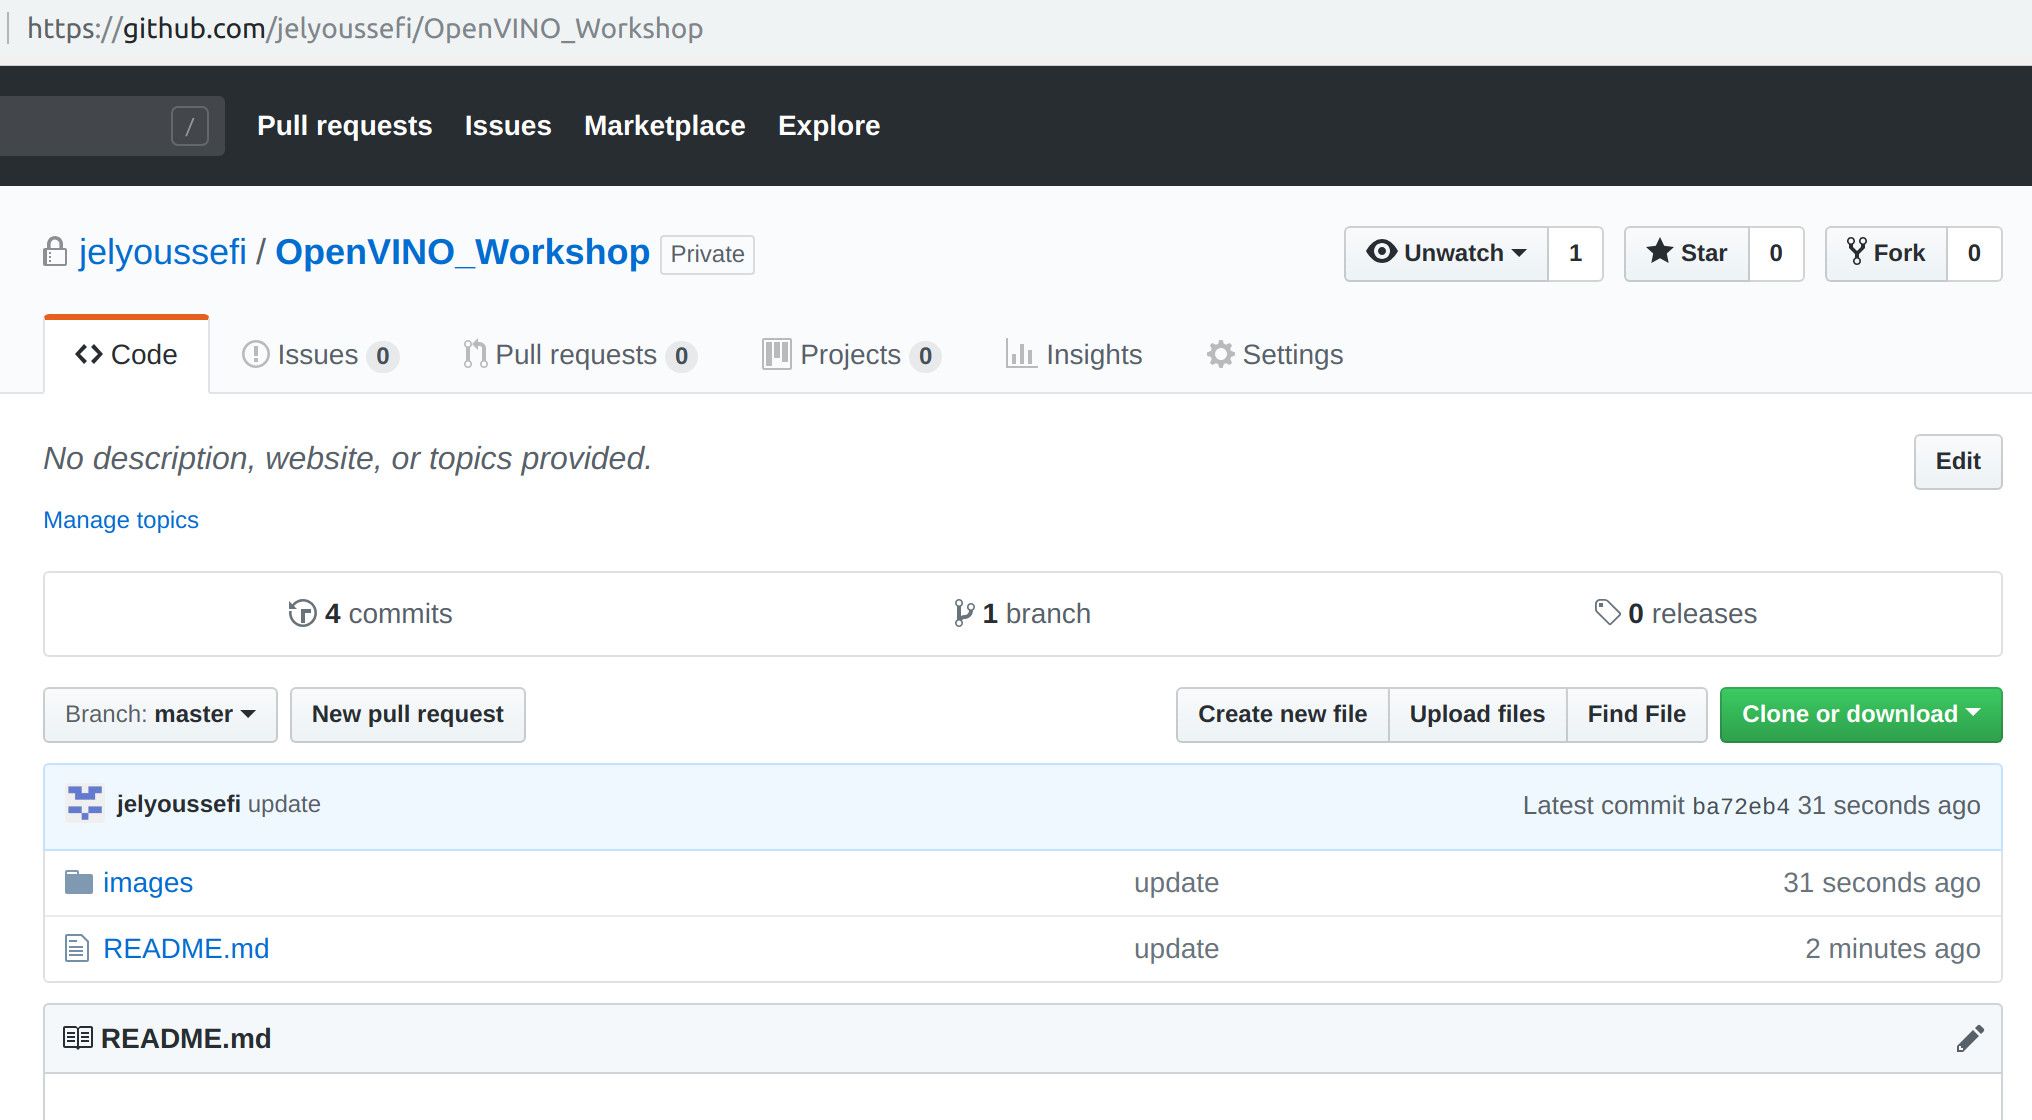 https://github.com/jelyoussefi/OpenVINO_Workshop
/ Pull requests Issues Marketplace Explore
jelyoussefi / OpenVINO_Workshop Private Unwatch 1 Star 0 Fork 0
Code Issues 0 Pull requests 0 Projects 0 Insights Settings
No description, website, or topics provided. Edit
Manage topics
4 commits 1 branch 0 releases
Branch: master New pull request Create new file Upload files Find File Clone or download
jelyoussefi update Latest commit ba72eb4 31 seconds ago
images update 31 seconds ago
README.md update 2 minutes ago
README.md